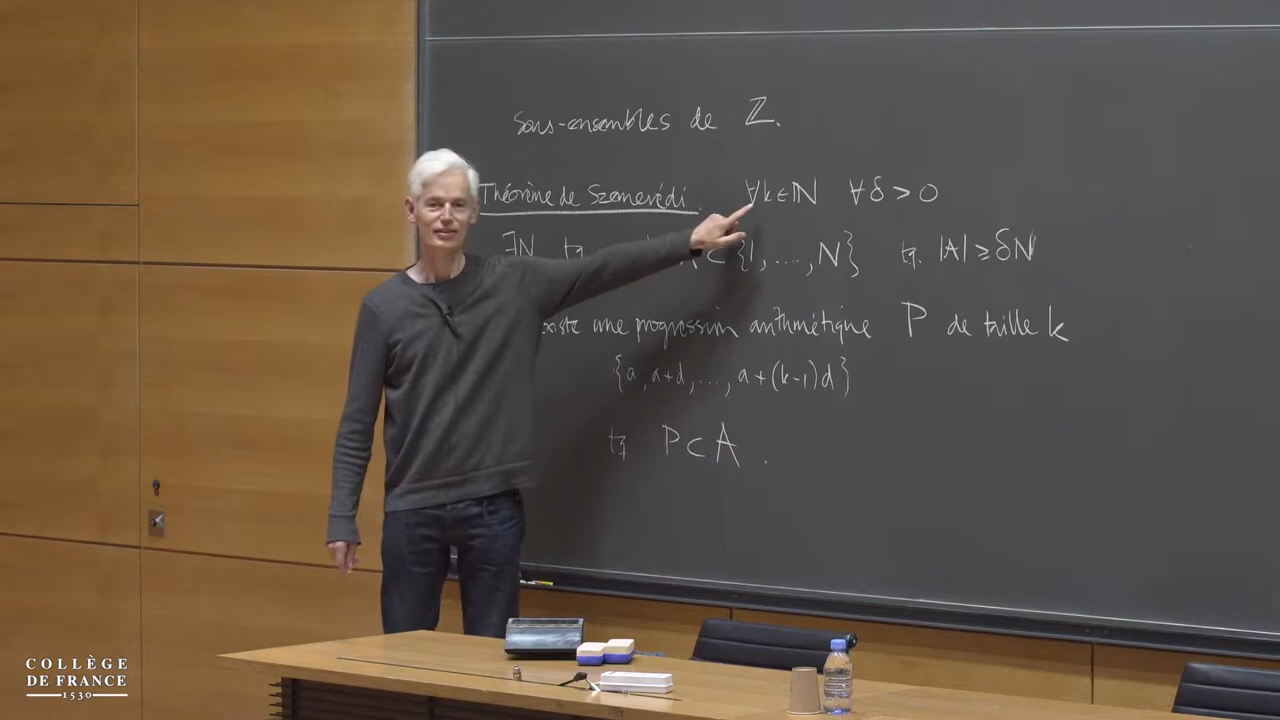 Sous-ensembles de ℤ.
Théorème de Szemerédi. ∀k∈ℕ ∀δ>0
∃N tq ⊂{1,....,N} tq. |A|≥δN
une progression arithmétique P de taille k
{a, a+d,..., a+(k-1)d}
tq P⊂A.
COLLÈGE
DE FRANCE
1530